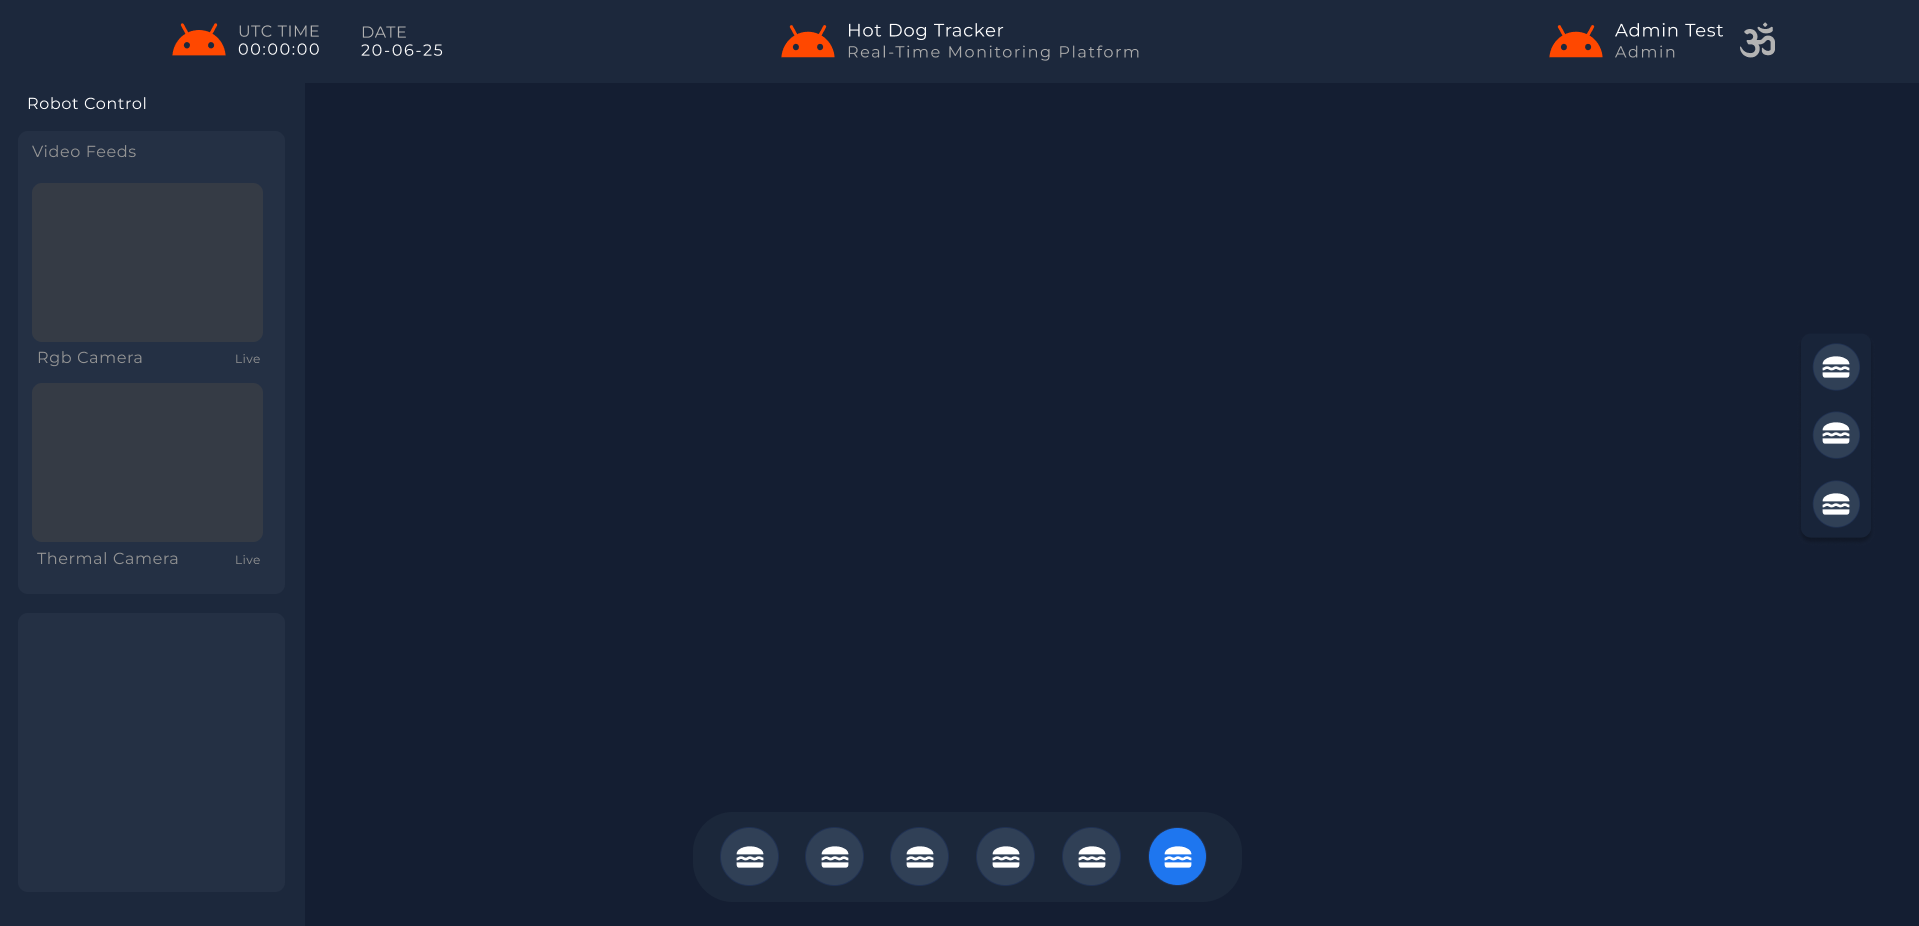 UTC TIME
00:00:00
DATE
20-06-25
Hot Dog Tracker
Real-Time Monitoring Platform
Admin Test
Admin
ॐ
Robot Control
Video Feeds
Rgb Camera
Live
Thermal Camera
Live